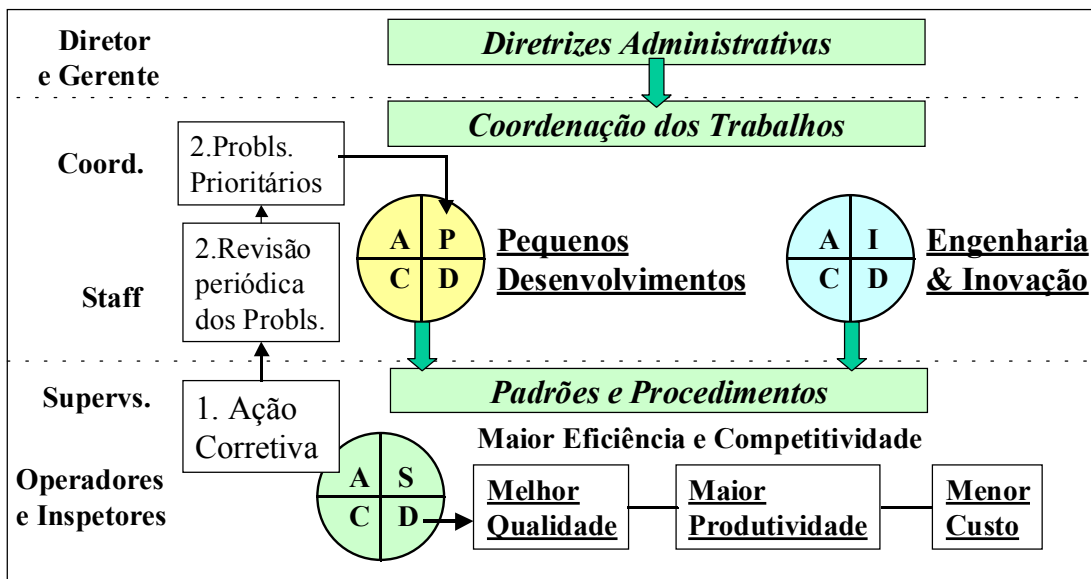 Diretor
e Gerente
Diretrizes Administrativas
Coordenação dos Trabalhos
Coord.
2.Probls.
Prioritários
Staff
2.Revisão
periódica
dos Probls.
A P
C D
Pequenos
Desenvolvimentos
A I
C D
Engenharia
& Inovação
Supervs.
1. Ação
Corretiva
Padrões e Procedimentos
Maior Eficiência e Competitividade
Operadores
e Inspetores
A S
C D
Melhor
Qualidade
Maior
Produtividade
Menor
Custo